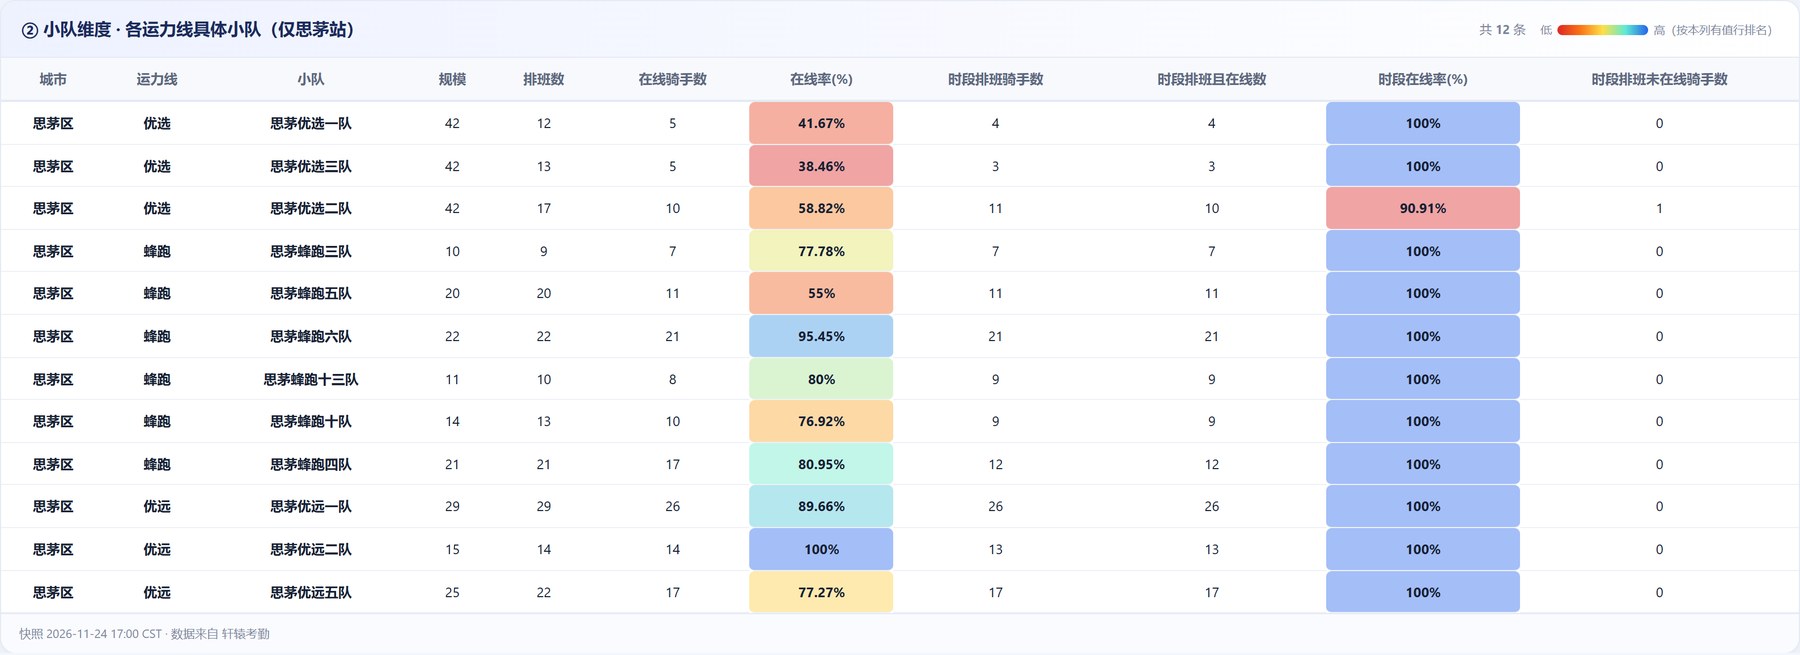 ② 小队维度 · 各运力线具体小队（仅思茅站）
共 12 条 低 高 (按本列有值行排名)
城市 运力线 小队 规模 排班数 在线骑手数 在线率(%) 时段排班骑手数 时段排班且在线数 时段在线率(%) 时段排班未在线骑手数
思茅区 优选 思茅优选一队 42 12 5 41.67% 4 4 100% 0
思茅区 优选 思茅优选三队 42 13 5 38.46% 3 3 100% 0
思茅区 优选 思茅优选二队 42 17 10 58.82% 11 10 90.91% 1
思茅区 蜂跑 思茅蜂跑三队 10 9 7 77.78% 7 7 100% 0
思茅区 蜂跑 思茅蜂跑五队 20 20 11 55% 11 11 100% 0
思茅区 蜂跑 思茅蜂跑六队 22 22 21 95.45% 21 21 100% 0
思茅区 蜂跑 思茅蜂跑十三队 11 10 8 80% 9 9 100% 0
思茅区 蜂跑 思茅蜂跑十队 14 13 10 76.92% 9 9 100% 0
思茅区 蜂跑 思茅蜂跑四队 21 21 17 80.95% 12 12 100% 0
思茅区 优远 思茅优远一队 29 29 26 89.66% 26 26 100% 0
思茅区 优远 思茅优远二队 15 14 14 100% 13 13 100% 0
思茅区 优远 思茅优远五队 25 22 17 77.27% 17 17 100% 0
快照 2026-11-24 17:00 CST · 数据来自 轩辕考勤